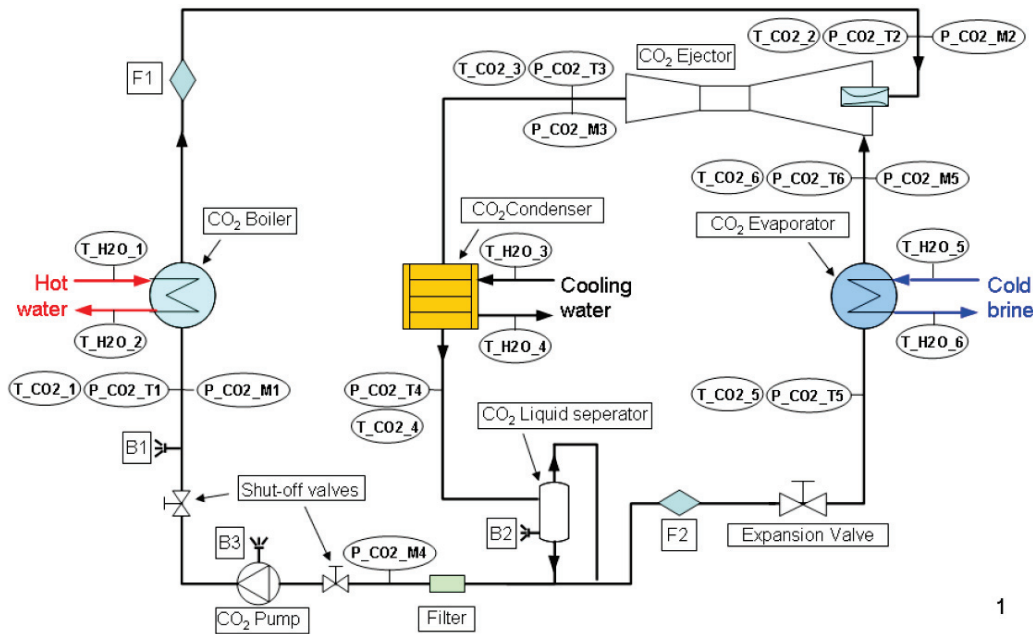 T_CO2_2
P_CO2_T2
P_CO2_M2
CO₂ Ejector
F1
T_CO2_3
P_CO2_T3
P_CO2_M3
T_CO2_6
P_CO2_T6
P_CO2_M5
CO₂ Boiler
CO₂Condenser
CO₂ Evaporator
T_H2O_1
T_H2O_3
T_H2O_5
Hot
water
Cooling
water
Cold
brine
T_H2O_2
T_H2O_4
T_H2O_6
T_CO2_1
P_CO2_T1
P_CO2_M1
P_CO2_T4
T_CO2_4
T_CO2_5
P_CO2_T5
CO₂ Liquid seperator
B1
Shut-off valves
B2
F2
Expansion Valve
B3
P_CO2_M4
CO₂ Pump
Filter
1